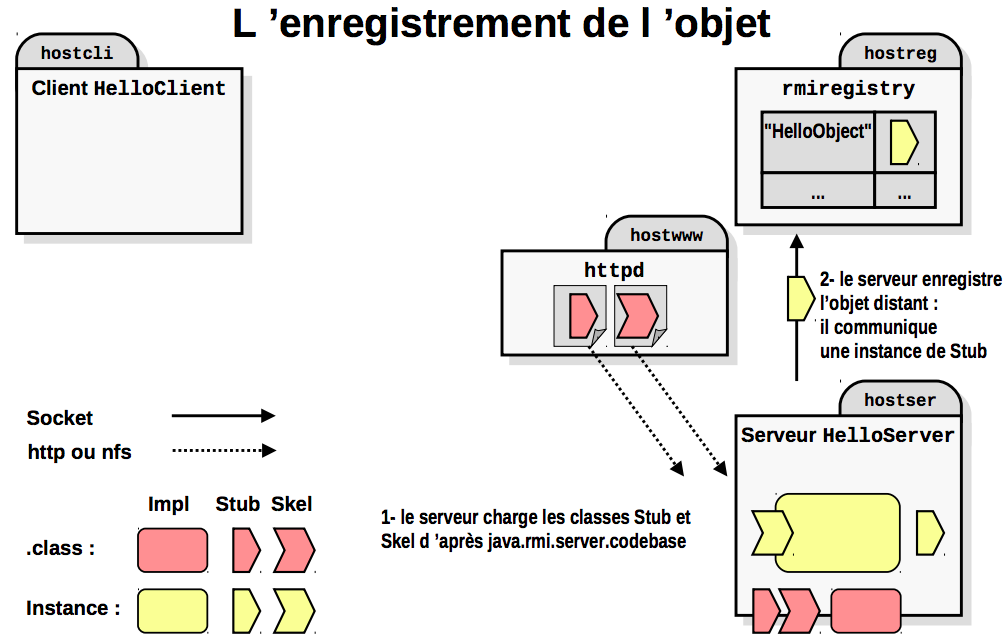 L ’enregistrement de l ’objet
hostcli
Client HelloClient
hostreg
rmiregistry
"HelloObject"
...
...
hostwww
httpd
2- le serveur enregistre
l’objet distant :
il communique
une instance de Stub
hostser
Serveur HelloServer
Socket
http ou nfs
Impl Stub Skel
.class :
Instance :
1- le serveur charge les classes Stub et
Skel d ’après java.rmi.server.codebase